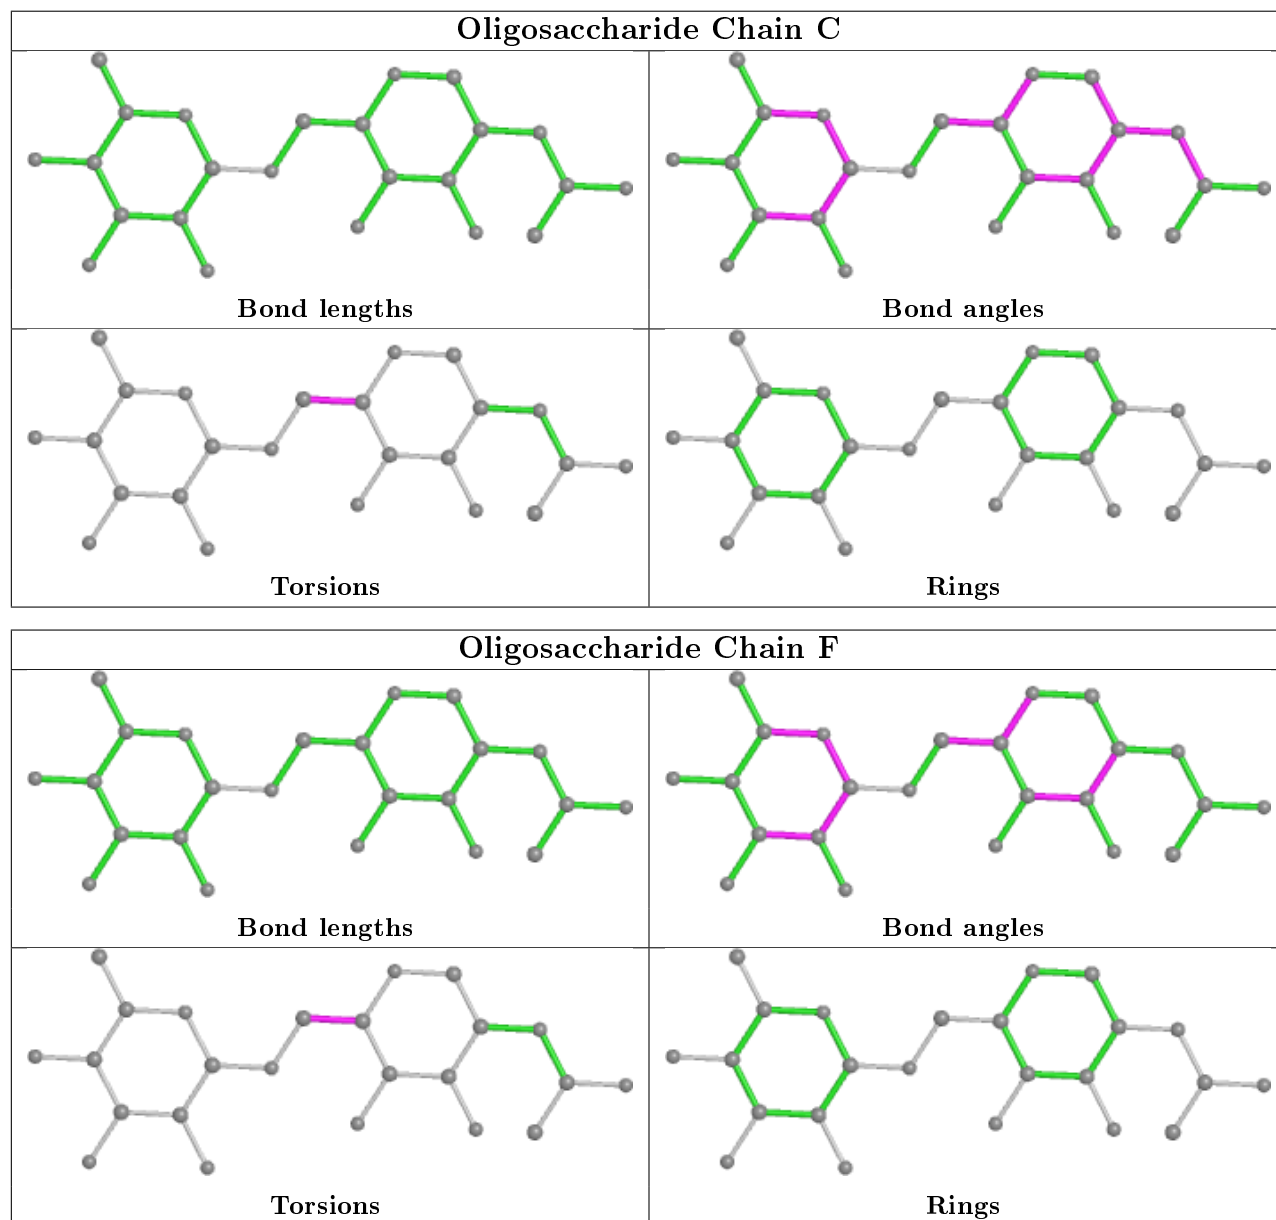 Oligosaccharide Chain C
Bond lengths
Bond angles
Torsions
Rings
Oligosaccharide Chain F
Bond lengths
Bond angles
Torsions
Rings